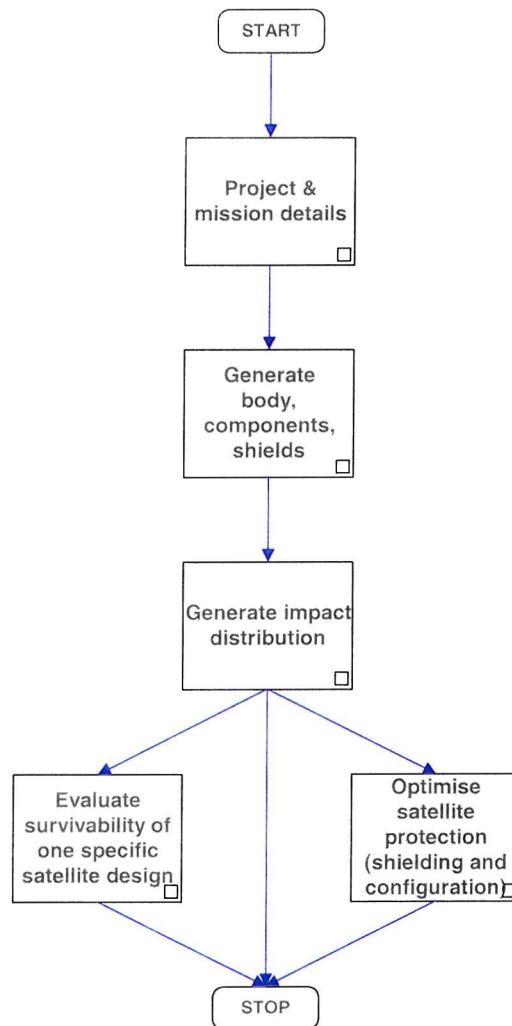 START
Project &
mission details
Generate
body,
components,
shields
Generate impact
distribution
Evaluate
survivability of
one specific
satellite design
Optimise
satellite
protection
(shielding and
configuration)
STOP